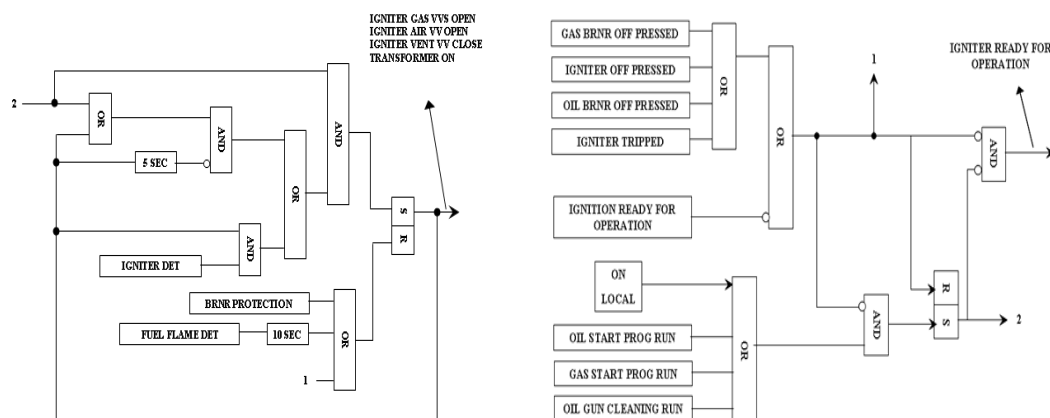 IGNITER GAS VVS OPEN
IGNITER AIR VV OPEN
IGNITER VENT VV CLOSE
TRANSFORMER ON
2
OR
AND
5 SEC
OR
AND
AND
IGNITER DET
S
R
BRNR PROTECTION
FUEL FLAME DET
10 SEC
OR
1
GAS BRNR OFF PRESSED
IGNITER OFF PRESSED
OIL BRNR OFF PRESSED
IGNITER TRIPPED
OR
OR
IGNITION READY FOR
OPERATION
1
IGNITER READY FOR
OPERATION
AND
ON
LOCAL
OIL START PROG RUN
GAS START PROG RUN
OIL GUN CLEANING RUN
OR
AND
R
S
2